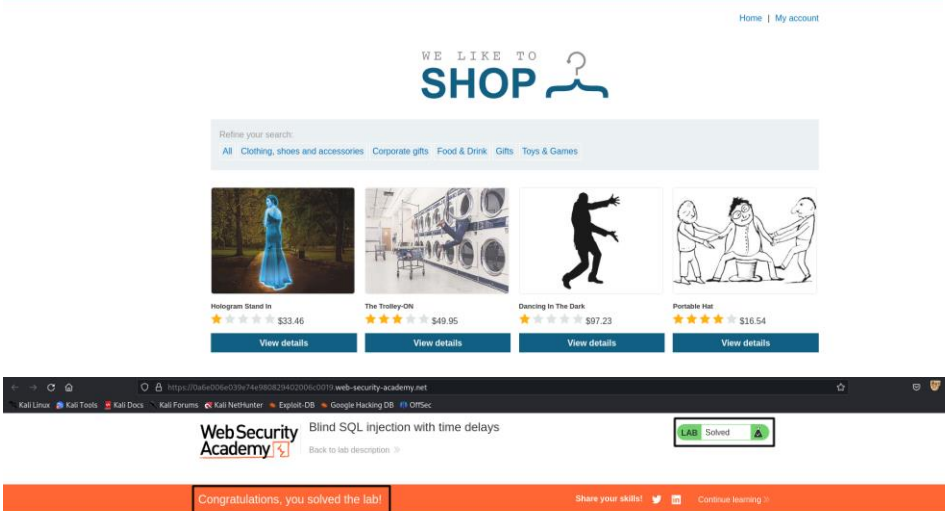 Home | My account
WE LIKE TO
SHOP
Refine your search:
All Clothing, shoes and accessories Corporate gifts Food & Drink Gifts Toys & Games
Hologram Stand In The Trolley-ON Dancing In The Dark Portable Hat
$33.46 $49.95 $97.23 $16.54
View details View details View details View details
https://0a6e006e039e74e980829402006c0019.web-security-academy.net
Kali Linux Kali Tools Kali Docs Kali Forums Kali NetHunter Exploit-DB Google Hacking DB OffSec
WebSecurity Academy
Blind SQL injection with time delays
Back to lab description »
LAB Solved
Congratulations, you solved the lab!
Share your skills! Continue learning »